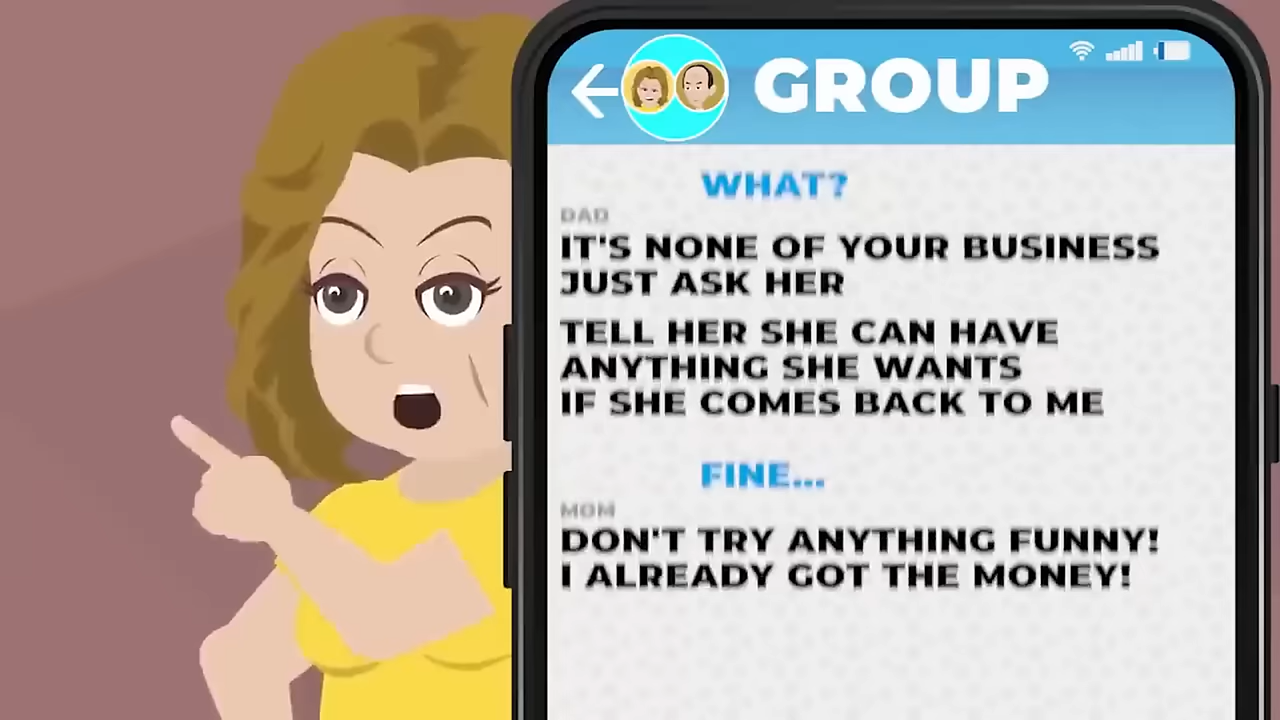 GROUP
WHAT?
DAD
IT'S NONE OF YOUR BUSINESS
JUST ASK HER
TELL HER SHE CAN HAVE
ANYTHING SHE WANTS
IF SHE COMES BACK TO ME
FINE...
MOM
DON'T TRY ANYTHING FUNNY!
I ALREADY GOT THE MONEY!